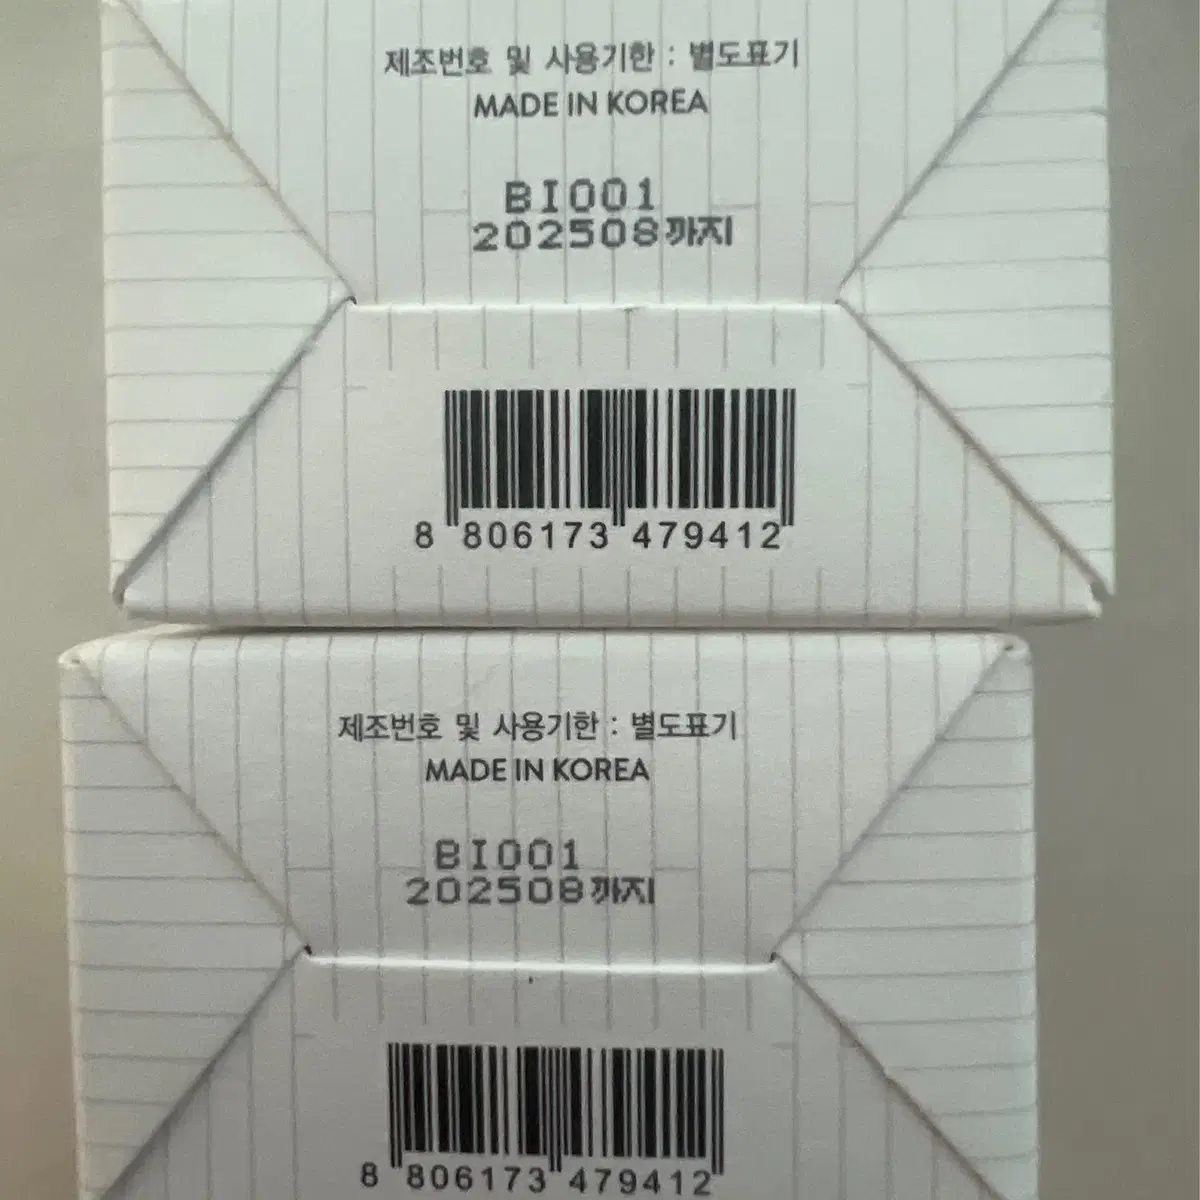 제조번호 및 사용기한 : 별도표기
MADE IN KOREA
BI001
202508까지
8 806173 479412
제조번호 및 사용기한 : 별도표기
MADE IN KOREA
BI001
202508까지
8 806173 479412